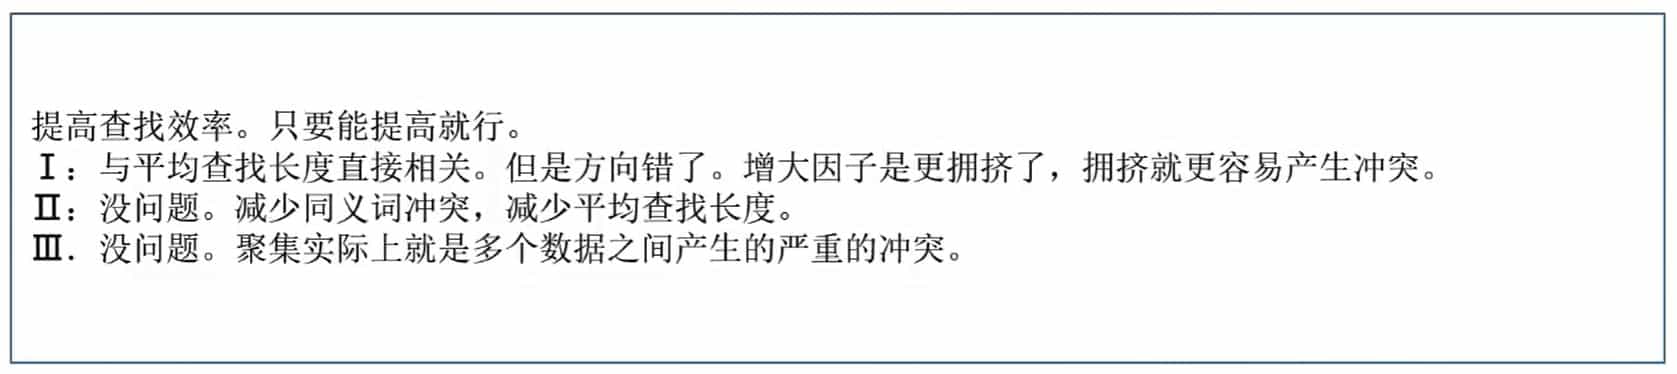 提高查找效率。只要能提高就行。
Ⅰ：与平均查找长度直接相关。但是方向错了。增大因子是更拥挤了，拥挤就更容易产生冲突。
Ⅱ：没问题。减少同义词冲突，减少平均查找长度。
Ⅲ．没问题。聚集实际上就是多个数据之间产生的严重的冲突。